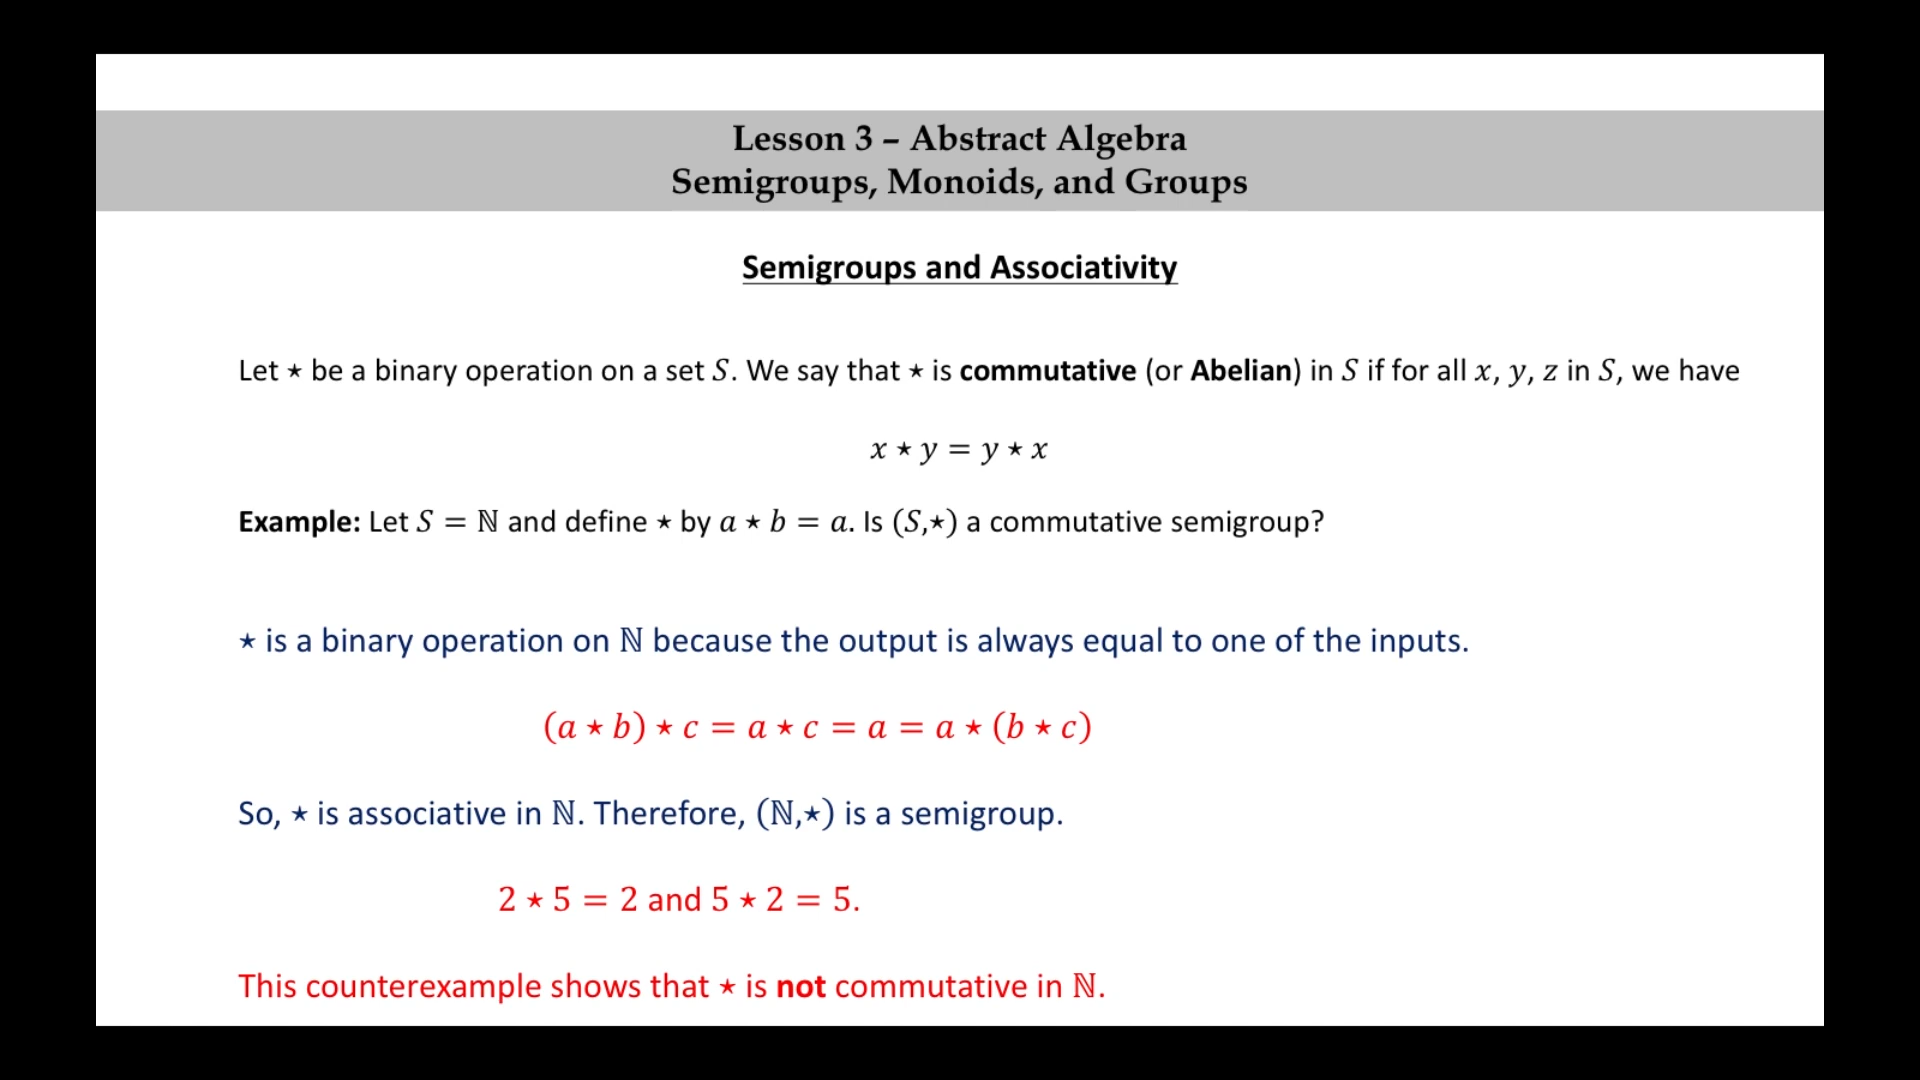 Lesson 3 – Abstract Algebra
Semigroups, Monoids, and Groups
Semigroups and Associativity
Let ⋆ be a binary operation on a set 𝑆. We say that ⋆ is commutative (or Abelian) in 𝑆 if for all 𝑥, 𝑦, 𝑧 in 𝑆, we have
𝑥 ⋆ 𝑦 = 𝑦 ⋆ 𝑥
Example: Let 𝑆 = ℕ and define ⋆ by 𝑎 ⋆ 𝑏 = 𝑎. Is (𝑆,⋆) a commutative semigroup?
⋆ is a binary operation on ℕ because the output is always equal to one of the inputs.
(𝑎 ⋆ 𝑏) ⋆ 𝑐 = 𝑎 ⋆ 𝑐 = 𝑎 = 𝑎 ⋆ (𝑏 ⋆ 𝑐)
So, ⋆ is associative in ℕ. Therefore, (ℕ,⋆) is a semigroup.
2 ⋆ 5 = 2 and 5 ⋆ 2 = 5.
This counterexample shows that ⋆ is not commutative in ℕ.